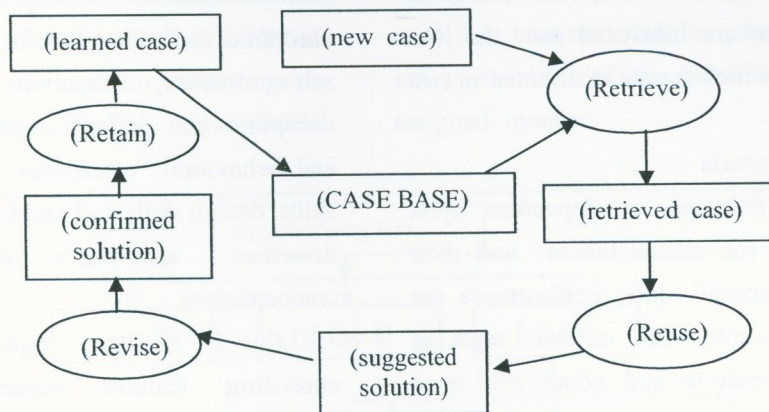 (learned case)
(new case)
(Retrieve)
(Retain)
(CASE BASE)
(confirmed
solution)
(retrieved case)
(Revise)
(suggested
solution)
(Reuse)